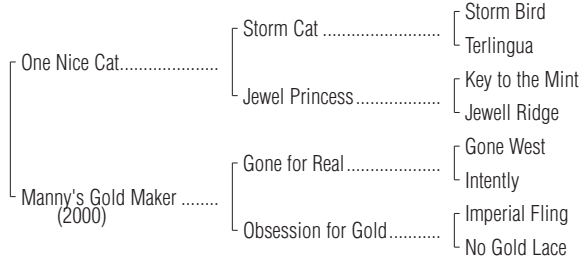 Storm Bird
Storm Cat .........................
Terlingua
One Nice Cat.....................
Key to the Mint
Jewel Princess..................
Jewell Ridge
Gone West
Gone for Real....................
Intently
Manny's Gold Maker ........
(2000)
Imperial Fling
Obsession for Gold...........
No Gold Lace